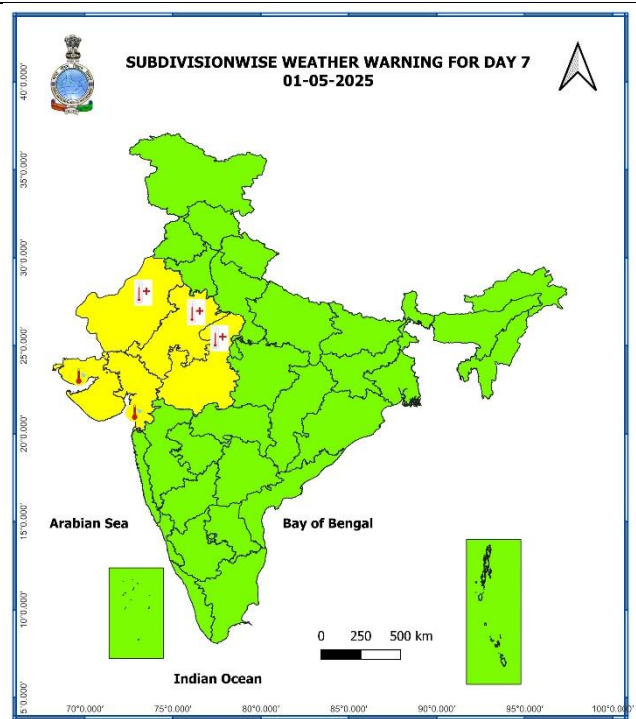 SUBDIVISIONWISE WEATHER WARNING FOR DAY 7
01-05-2025
40°0.000'
35°0.000'
30°0.000'
25°0.000'
20°0.000'
15°0.000'
10°0.000'
5°0.000'
Arabian Sea
Bay of Bengal
0 250 500 km
Indian Ocean
70°0.000' 75°0.000' 80°0.000' 85°0.000' 90°0.000' 95°0.000' 100°0.000'